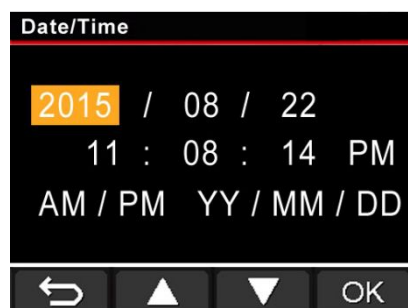 Date/Time
2015 / 08 / 22
11 : 08 : 14 PM
AM / PM YY / MM / DD
OK